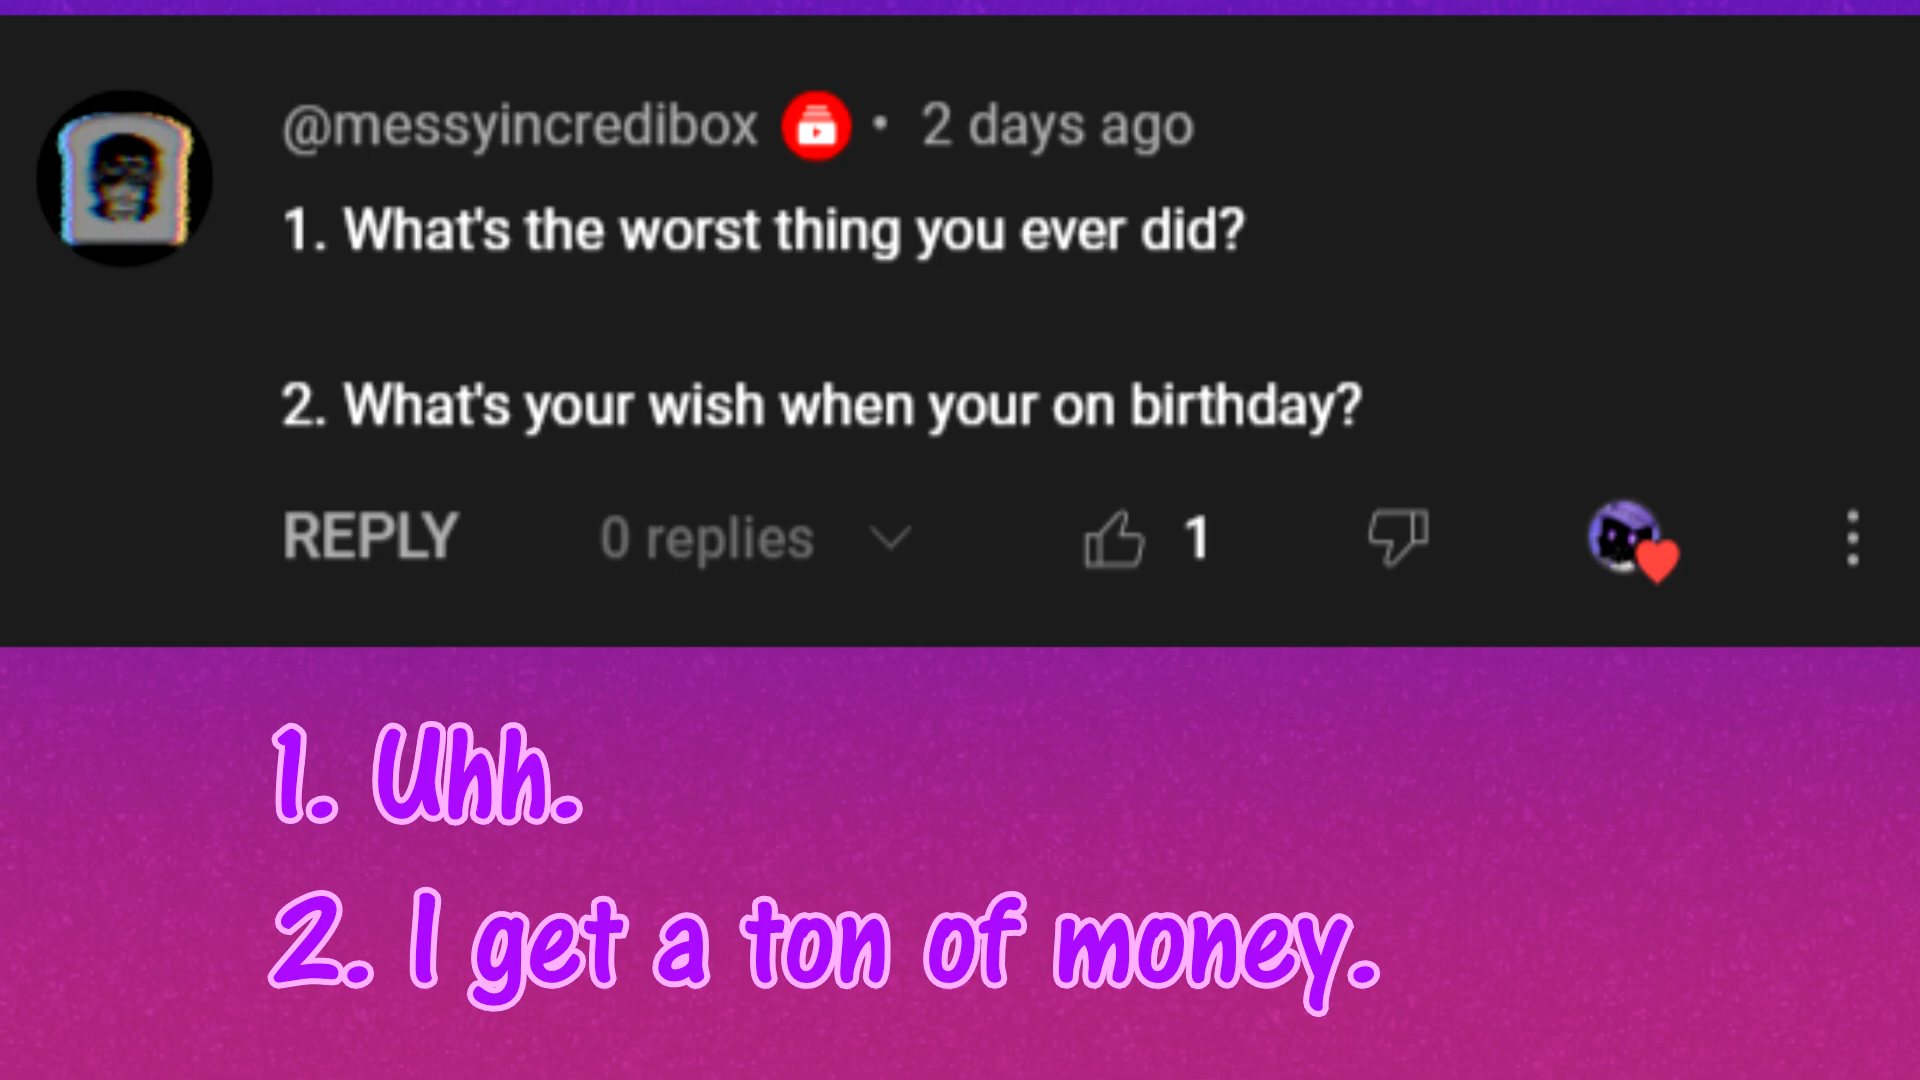 @messyincredibox • 2 days ago
1. What's the worst thing you ever did?
2. What's your wish when your on birthday?
REPLY 0 replies 1
1. Uhh.
2. I get a ton of money.